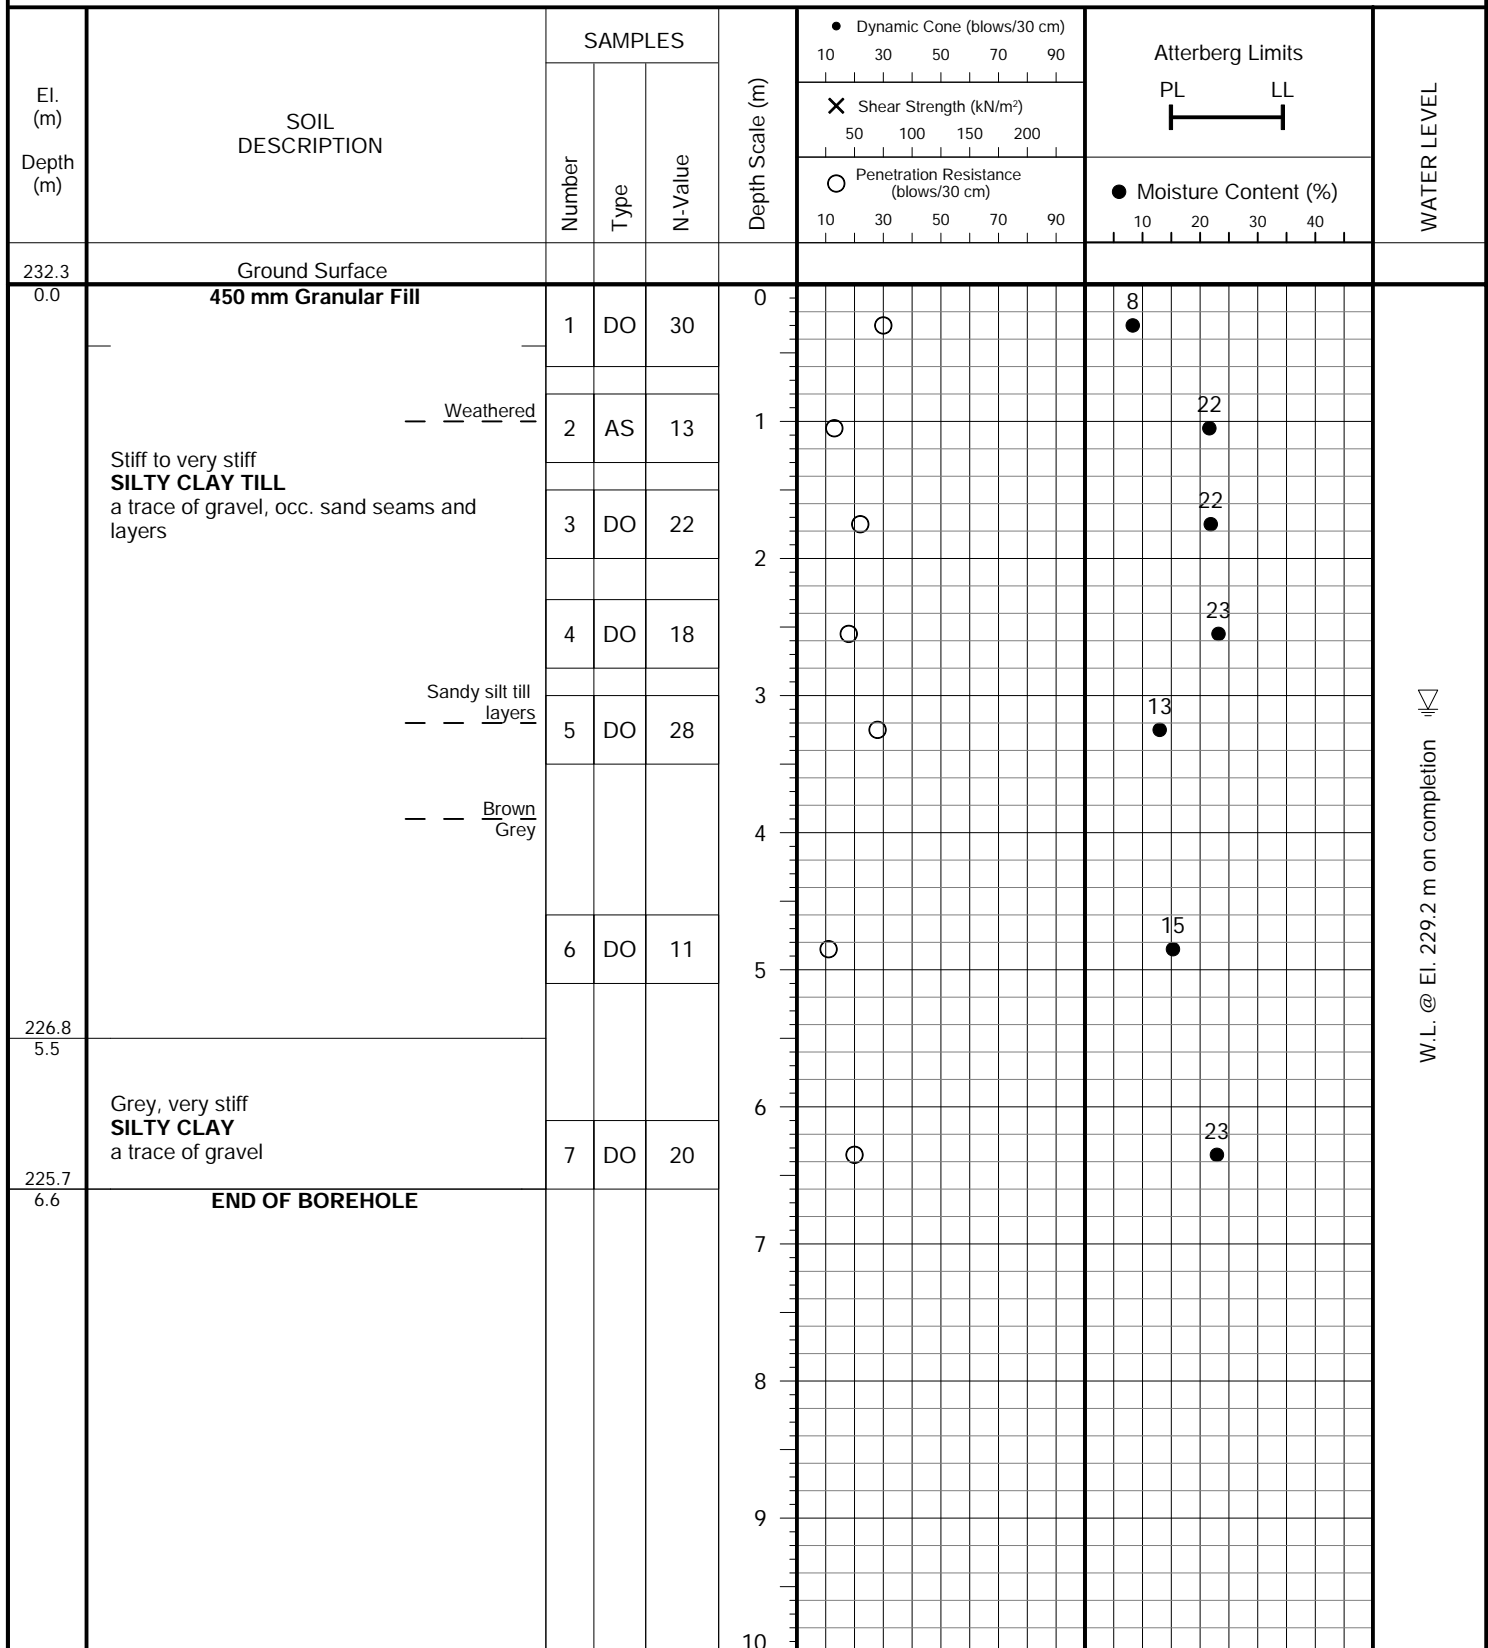 El.
(m)
Depth
(m)
SOIL
DESCRIPTION
SAMPLES
Number
Type
N-Value
Depth Scale (m)
Dynamic Cone (blows/30 cm)
10 30 50 70 90
Shear Strength (kN/m²)
50 100 150 200
Penetration Resistance
(blows/30 cm)
10 30 50 70 90
Atterberg Limits
PL LL
Moisture Content (%)
10 20 30 40
WATER LEVEL
232.3 Ground Surface
0.0 450 mm Granular Fill 0
1 DO 30 8
Weathered
2 AS 13 1 22
Stiff to very stiff
SILTY CLAY TILL
a trace of gravel, occ. sand seams and
layers
3 DO 22 22
2
4 DO 18 23
Sandy silt till
layers
3
5 DO 28 13
Brown
Grey
4
6 DO 11 15
5
W.L. @ El. 229.2 m on completion
226.8
5.5
Grey, very stiff
SILTY CLAY
a trace of gravel
6
7 DO 20 23
225.7
6.6 END OF BOREHOLE
7
8
9
10